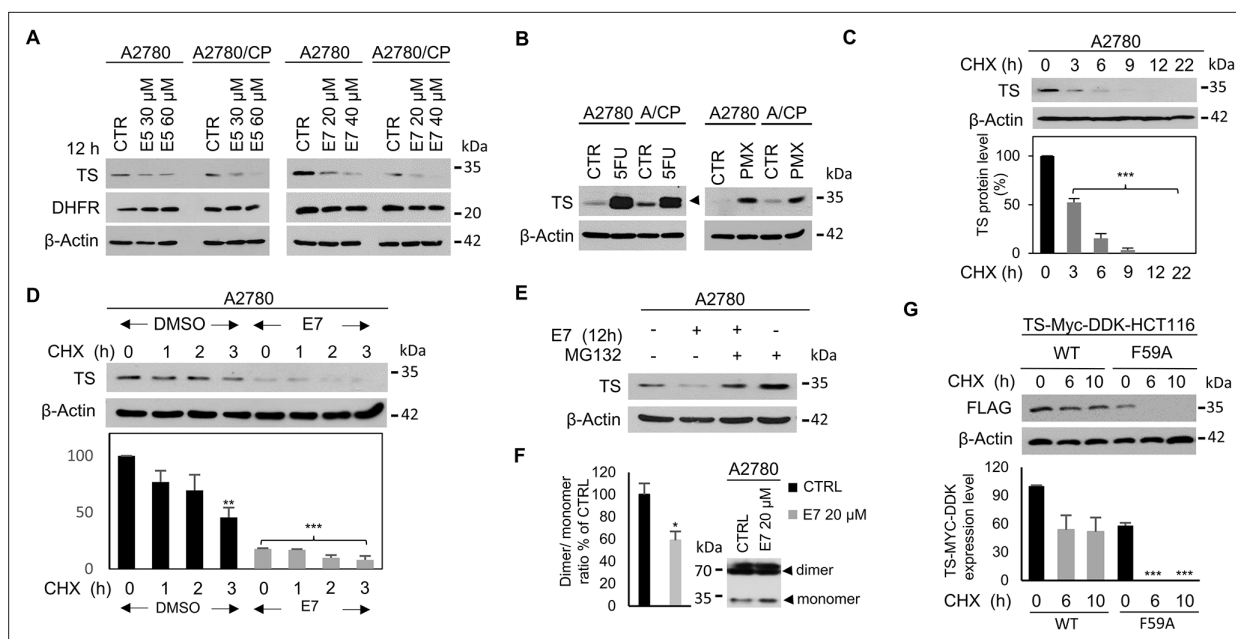 A
A2780 A2780/CP A2780 A2780/CP
12 h CTR E5 30 µM E5 60 µM CTR E5 30 µM E5 60 µM CTR E7 20 µM E7 40 µM CTR E7 20 µM E7 40 µM kDa
TS 35
DHFR 20
β-Actin 42
B
A2780 A/CP A2780 A/CP
CTR 5FU CTR 5FU CTR PMX CTR PMX kDa
TS 35
β-Actin 42
C
A2780
CHX (h) 0 3 6 9 12 22 kDa
TS 35
β-Actin 42
TS protein level (%)
100
50
0
***
CHX (h) 0 3 6 9 12 22
D
A2780
DMSO E7
CHX (h) 0 1 2 3 0 1 2 3 kDa
TS 35
β-Actin 42
100
50
0
**
***
CHX (h) 0 1 2 3 0 1 2 3
DMSO E7
E
A2780
E7 (12h) - + + -
MG132 - - + + kDa
TS 35
β-Actin 42
F
Dimer/ monomer
ratio % of CTRL
120
100
80
60
40
20
0
*
A2780
CTRL
E7 20 µM
CTRL E7 20 µM
kDa
70 dimer
35 monomer
G
TS-Myc-DDK-HCT116
WT F59A
CHX (h) 0 6 10 0 6 10 kDa
FLAG 35
β-Actin 42
TS-MYC-DDK
expression level
120
90
60
30
0
*** ***
CHX (h) 0 6 10 0 6 10
WT F59A